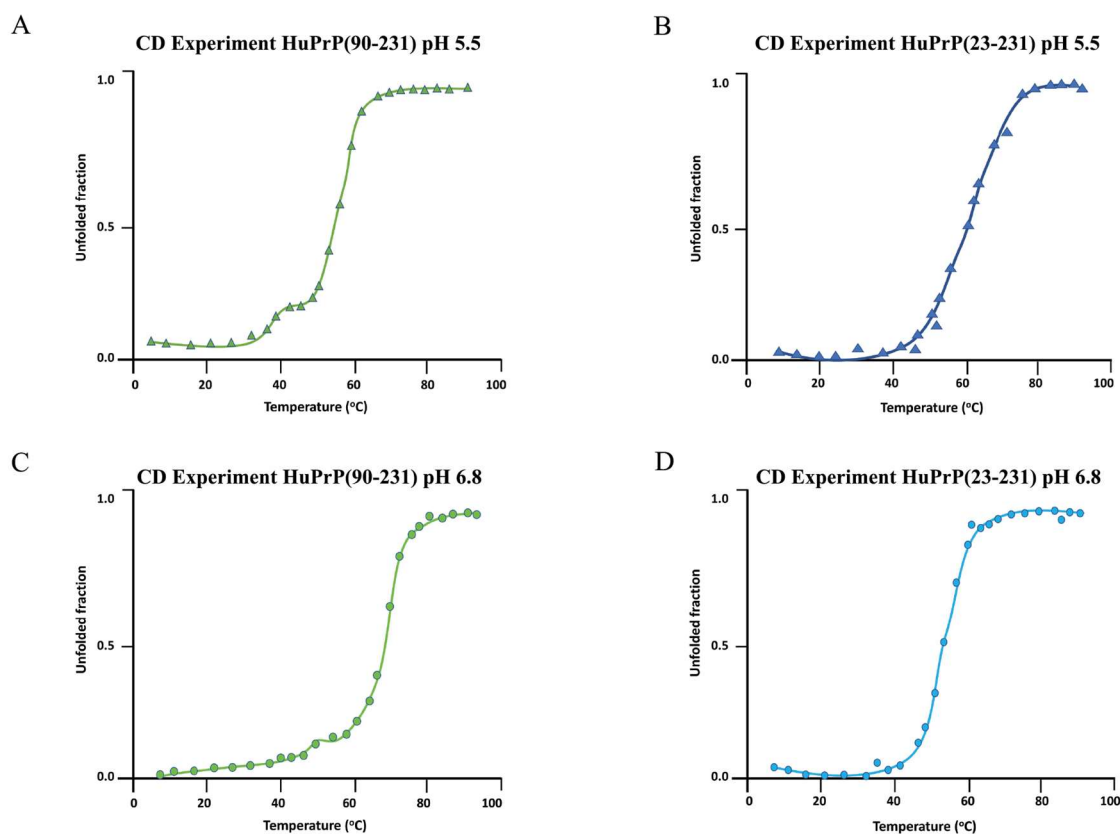 A
CD Experiment HuPrP(90-231) pH 5.5
1.0
0.5
0.0
Unfolded fraction
0 20 40 60 80 100
Temperature (°C)
B
CD Experiment HuPrP(23-231) pH 5.5
1.0
0.5
0.0
Unfolded fraction
0 20 40 60 80 100
Temperature (°C)
C
CD Experiment HuPrP(90-231) pH 6.8
1.0
0.5
0.0
Unfolded fraction
0 20 40 60 80 100
Temperature (°C)
D
CD Experiment HuPrP(23-231) pH 6.8
1.0
0.5
0.0
Unfolded fraction
0 20 40 60 80 100
Temperature (°C)